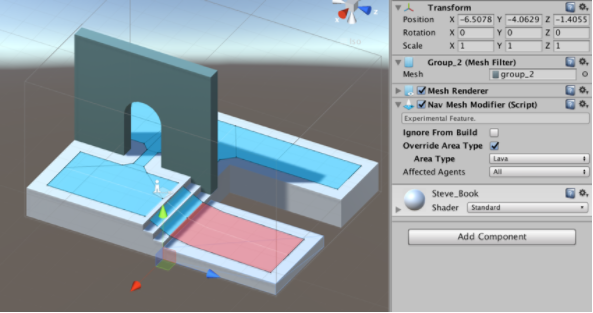 Transform
Position X -6.5078 Y -4.0629 Z -1.4055
Rotation X 0 Y 0 Z 0
Scale X 1 Y 1 Z 1
Group_2 (Mesh Filter)
Mesh group_2
Mesh Renderer
Nav Mesh Modifier (Script)
Experimental Feature.
Ignore From Build
Override Area Type
Area Type Lava
Affected Agents All
Steve_Book
Shader Standard
Add Component